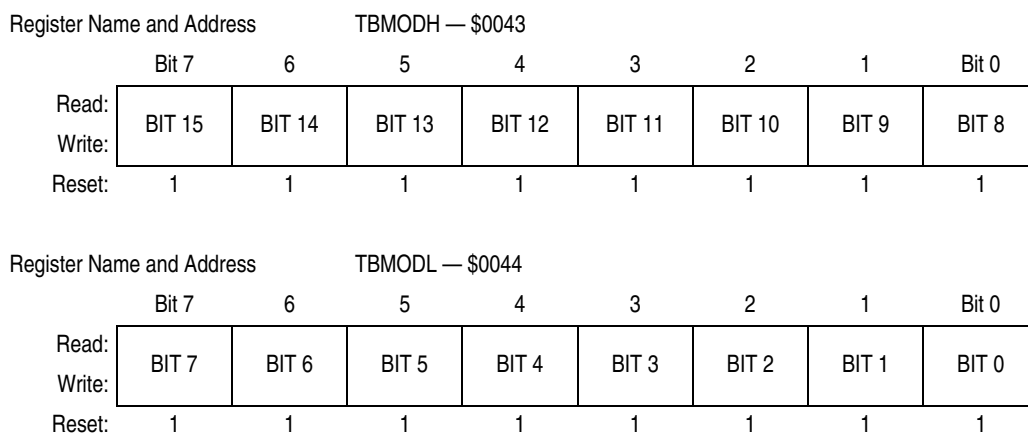 Register Name and Address TBMODH — $0043
Bit 7 6 5 4 3 2 1 Bit 0
Read:
BIT 15 BIT 14 BIT 13 BIT 12 BIT 11 BIT 10 BIT 9 BIT 8
Write:
Reset: 1 1 1 1 1 1 1 1
Register Name and Address TBMODL — $0044
Bit 7 6 5 4 3 2 1 Bit 0
Read:
BIT 7 BIT 6 BIT 5 BIT 4 BIT 3 BIT 2 BIT 1 BIT 0
Write:
Reset: 1 1 1 1 1 1 1 1